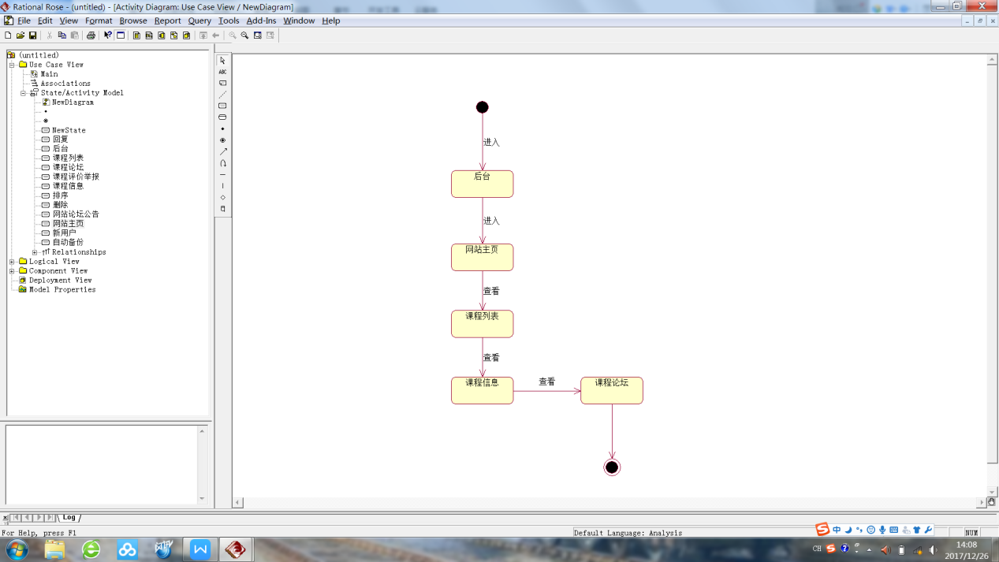 Rational Rose - (untitled) - [Activity Diagram: Use Case View / NewDiagram]
File Edit View Format Browse Report Query Tools Add-Ins Window Help
(untitled)
Use Case View
Main
Associations
State/Activity Model
NewDiagram
NewState
回复
后台
课程列表
课程论坛
课程评价举报
课程信息
排序
删除
网站论坛公告
网站主页
新用户
自动备份
Relationships
Logical View
Component View
Deployment View
Model Properties
ABC
进入
后台
进入
网站主页
查看
课程列表
查看
课程信息
查看
课程论坛
Log
For Help, press F1
Default Language: Analysis
NUM
中
CH
14:08
2017/12/26